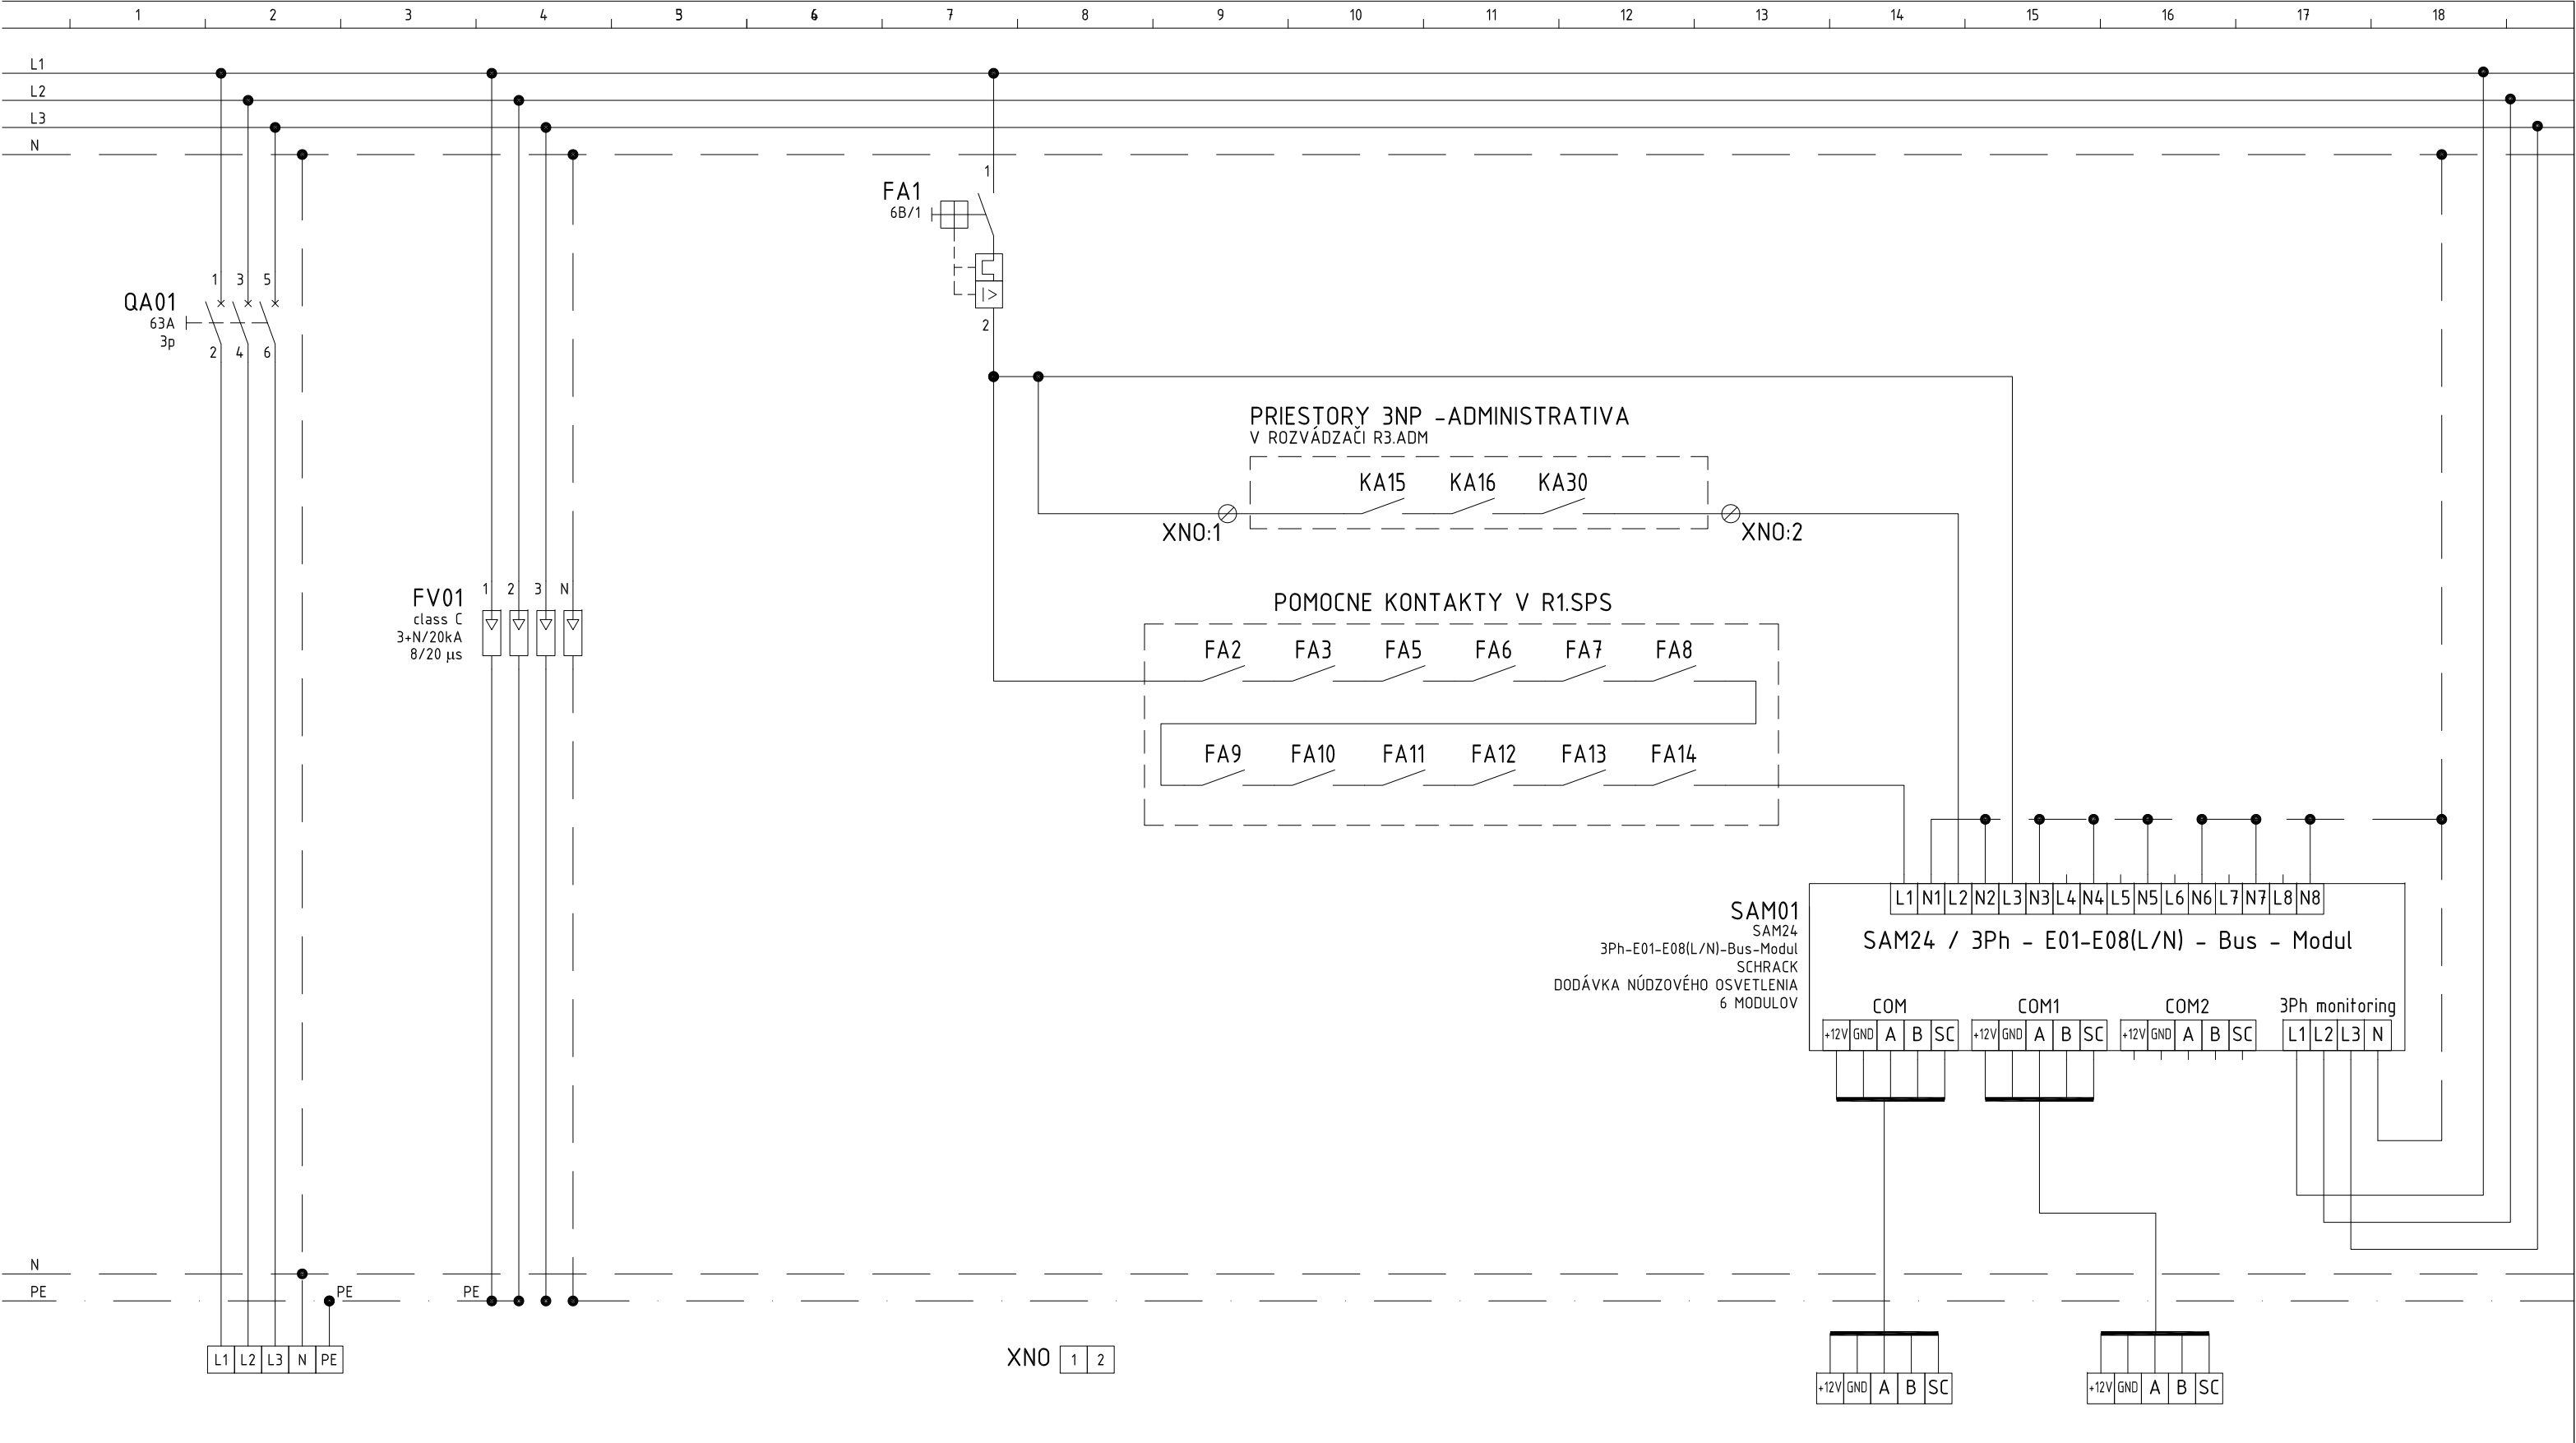 1 2 3 4 5 6 7 8 9 10 11 12 13 14 15 16 17 18
L1
L2
L3
N
1
FA1
6B/1
I>
2
1 3 5
QA01
63A
3p
2 4 6
PRIESTORY 3NP -ADMINISTRATIVA
V ROZVÁDZAČI R3.ADM
KA15 KA16 KA30
XNO:1 XNO:2
1 2 3 N
FV01
class C
3+N/20kA
8/20 µs
POMOCNE KONTAKTY V R1.SPS
FA2 FA3 FA5 FA6 FA7 FA8
FA9 FA10 FA11 FA12 FA13 FA14
L1 N1 L2 N2 L3 N3 L4 N4 L5 N5 L6 N6 L7 N7 L8 N8
SAM01
SAM24
3Ph-E01-E08(L/N)-Bus-Modul
SCHRACK
DODÁVKA NÚDZOVÉHO OSVETLENIA
6 MODULOV
SAM24 / 3Ph - E01-E08(L/N) - Bus - Modul
COM COM1 COM2 3Ph monitoring
+12V GND A B SC +12V GND A B SC +12V GND A B SC L1 L2 L3 N
N
PE PE PE
L1 L2 L3 N PE
XNO 1 2
+12V GND A B SC +12V GND A B SC